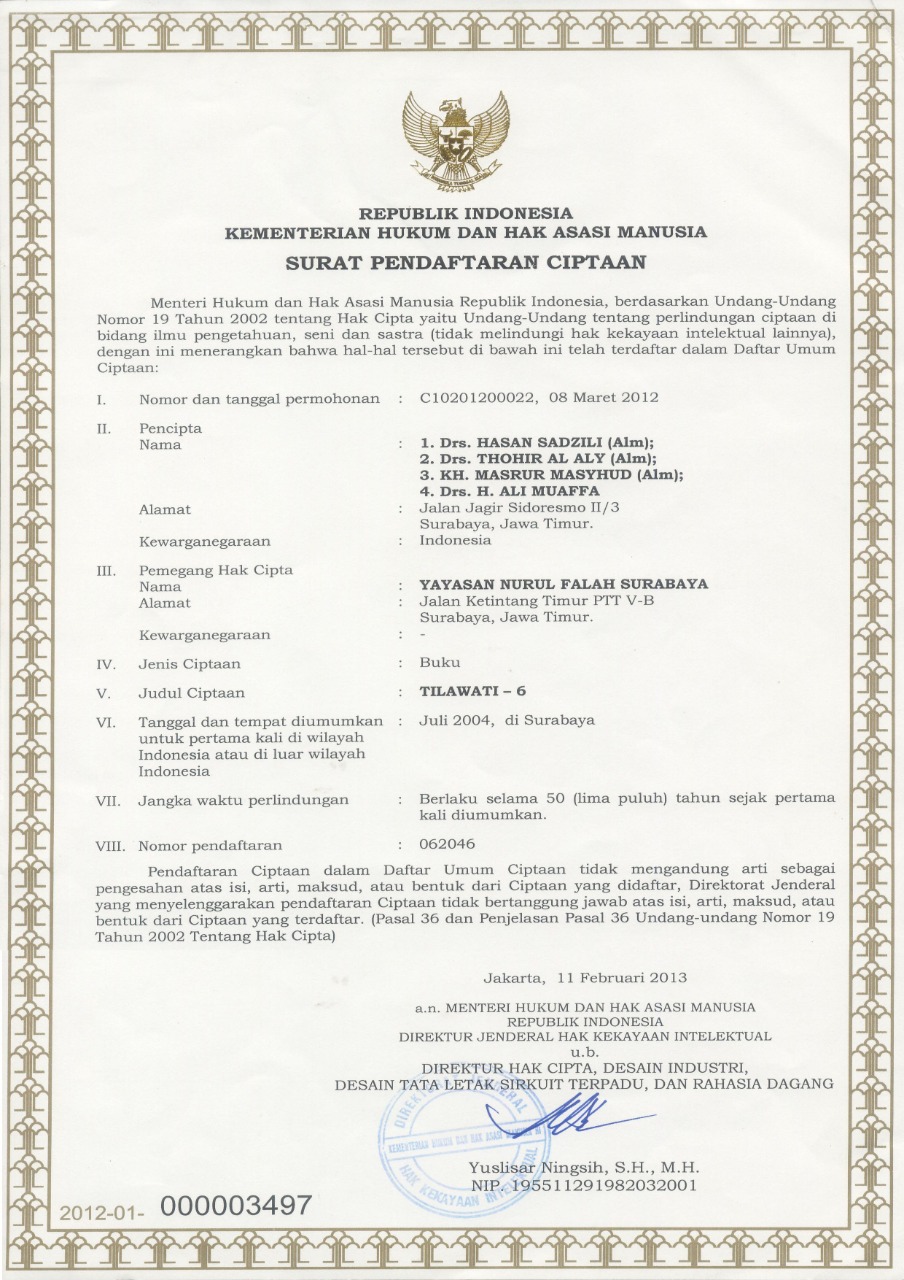 REPUBLIK INDONESIA
KEMENTERIAN HUKUM DAN HAK ASASI MANUSIA
SURAT PENDAFTARAN CIPTAAN
Menteri Hukum dan Hak Asasi Manusia Republik Indonesia, berdasarkan Undang-Undang
Nomor 19 Tahun 2002 tentang Hak Cipta yaitu Undang-Undang tentang perlindungan ciptaan di
bidang ilmu pengetahuan, seni dan sastra (tidak melindungi hak kekayaan intelektual lainnya),
dengan ini menerangkan bahwa hal-hal tersebut di bawah ini telah terdaftar dalam Daftar Umum
Ciptaan:
I. Nomor dan tanggal permohonan : C10201200022, 08 Maret 2012
II. Pencipta
Nama : 1. Drs. HASAN SADZILI (Alm);
2. Drs. THOHIR AL ALY (Alm);
3. KH. MASRUR MASYHUD (Alm);
4. Drs. H. ALI MUAFFA
Alamat : Jalan Jagir Sidoresmo II/3
Surabaya, Jawa Timur.
Kewarganegaraan : Indonesia
III. Pemegang Hak Cipta
Nama : YAYASAN NURUL FALAH SURABAYA
Alamat : Jalan Ketintang Timur PTT V-B
Surabaya, Jawa Timur.
Kewarganegaraan : -
IV. Jenis Ciptaan : Buku
V. Judul Ciptaan : TILAWATI – 6
VI. Tanggal dan tempat diumumkan : Juli 2004, di Surabaya
untuk pertama kali di wilayah
Indonesia atau di luar wilayah
Indonesia
VII. Jangka waktu perlindungan : Berlaku selama 50 (lima puluh) tahun sejak pertama
kali diumumkan.
VIII. Nomor pendaftaran : 062046
Pendaftaran Ciptaan dalam Daftar Umum Ciptaan tidak mengandung arti sebagai
pengesahan atas isi, arti, maksud, atau bentuk dari Ciptaan yang didaftar, Direktorat Jenderal
yang menyelenggarakan pendaftaran Ciptaan tidak bertanggung jawab atas isi, arti, maksud, atau
bentuk dari Ciptaan yang terdaftar. (Pasal 36 dan Penjelasan Pasal 36 Undang-undang Nomor 19
Tahun 2002 Tentang Hak Cipta)
Jakarta, 11 Februari 2013
a.n. MENTERI HUKUM DAN HAK ASASI MANUSIA
REPUBLIK INDONESIA
DIREKTUR JENDERAL HAK KEKAYAAN INTELEKTUAL
u.b.
DIREKTUR HAK CIPTA, DESAIN INDUSTRI,
DESAIN TATA LETAK SIRKUIT TERPADU, DAN RAHASIA DAGANG
DIREKTORAT JENDERAL
KEMENTERIAN HUKUM DAN HAK ASASI MANUSIA RI
HAK KEKAYAAN INTELEKTUAL
Yuslisar Ningsih, S.H., M.H.
NIP. 195511291982032001
2012-01- 000003497